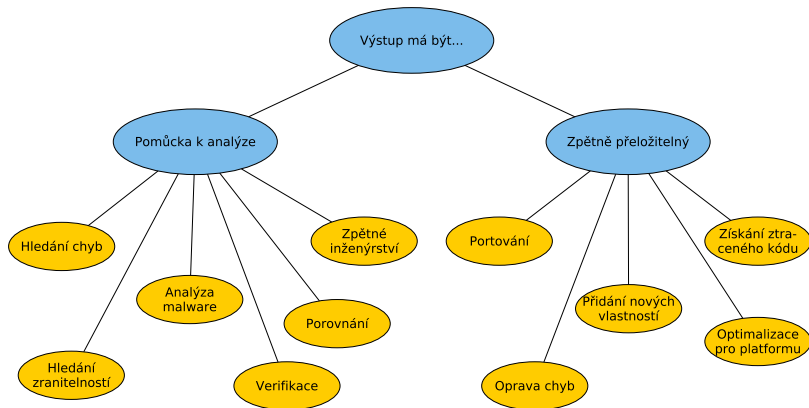 Výstup má být...
Pomůcka k analýze
Zpětně přeložitelný
Hledání chyb
Hledání
zranitelností
Analýza
malware
Verifikace
Porovnání
Zpětné
inženýrství
Portování
Oprava chyb
Přidání nových
vlastností
Optimalizace
pro platformu
Získání ztra-
ceného kódu